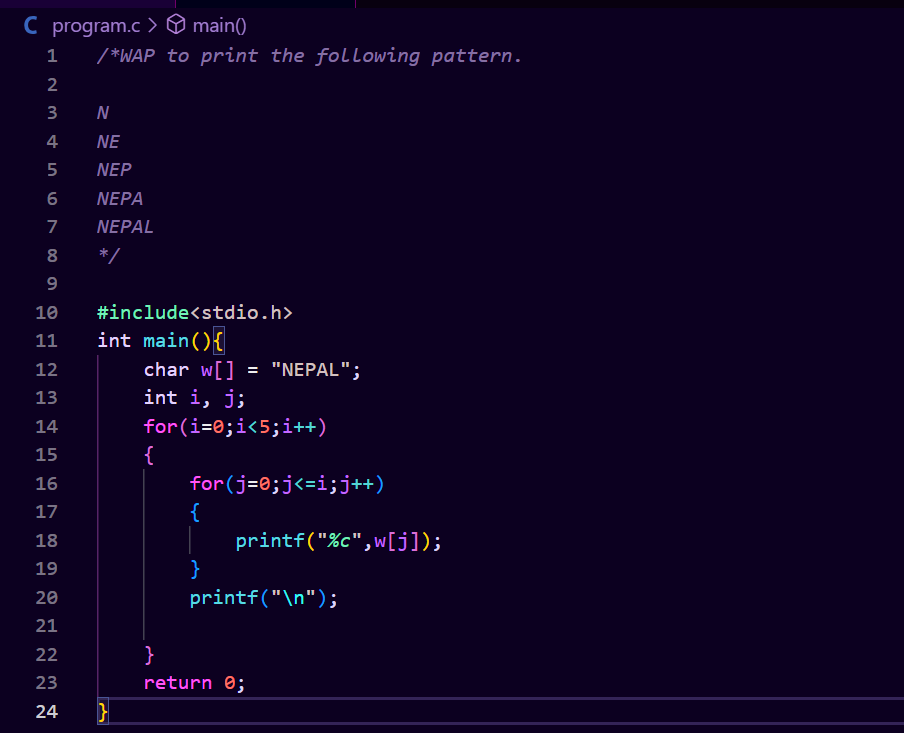 C program.c > main()
1 /*WAP to print the following pattern.
2
3 N
4 NE
5 NEP
6 NEPA
7 NEPAL
8 */
9
10 #include<stdio.h>
11 int main(){
12     char w[] = "NEPAL";
13     int i, j;
14     for(i=0;i<5;i++)
15     {
16         for(j=0;j<=i;j++)
17         {
18             printf("%c",w[j]);
19         }
20         printf("\n");
21
22     }
23     return 0;
24 }